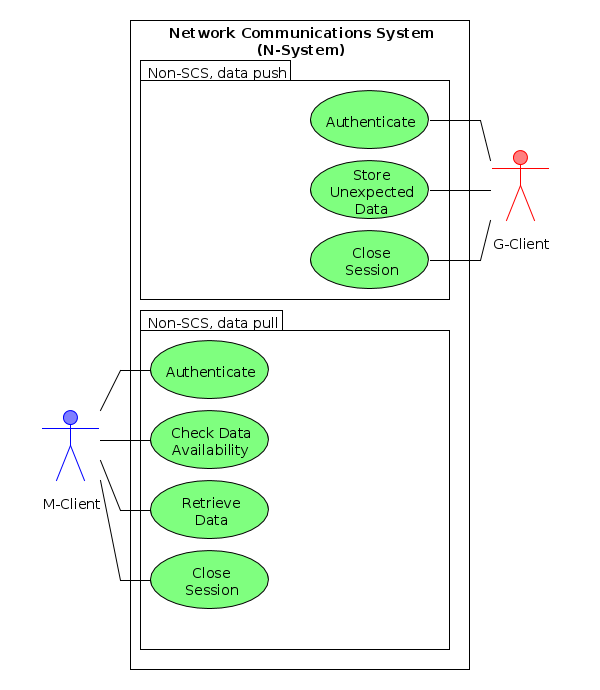 Network Communications System
(N-System)
Non-SCS, data push
Authenticate
Store
Unexpected
Data
Close
Session
G-Client
Non-SCS, data pull
Authenticate
Check Data
Availability
Retrieve
Data
Close
Session
M-Client